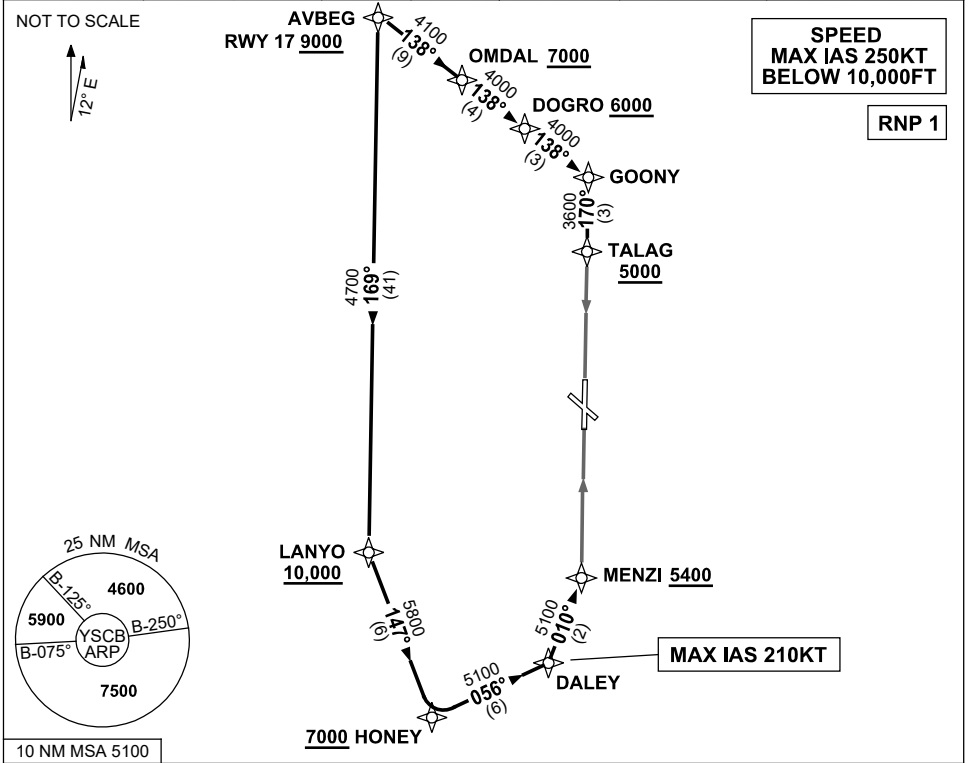 NOT TO SCALE
12° E
AVBEG
RWY 17 9000
4100
138°
(9)
OMDAL 7000
4000
138°
(4)
DOGRO 6000
4000
138°
(3)
GOONY
3600
170°
(3)
TALAG
5000
SPEED
MAX IAS 250KT
BELOW 10,000FT
RNP 1
4700
169°
(41)
LANYO
10,000
5800
147°
(6)
7000 HONEY
5100
056°
(6)
DALEY
MAX IAS 210KT
5100
010°
(2)
MENZI 5400
25 NM MSA
B-125°
4600
5900
B-250°
YSCB
ARP
B-075°
7500
10 NM MSA 5100